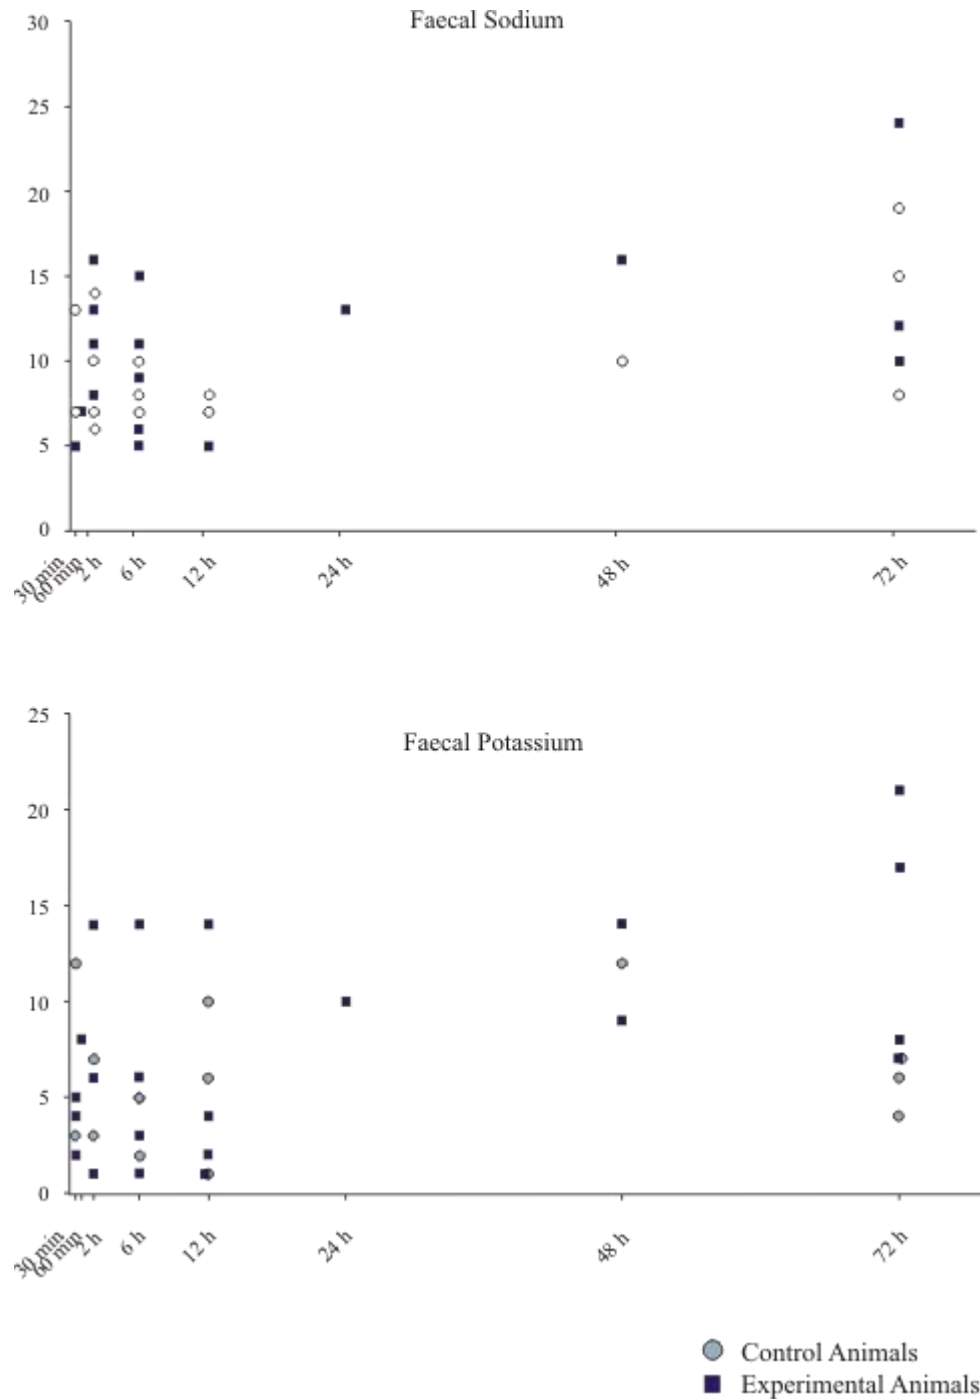 Faecal Sodium
30
25
20
15
10
5
0
30 min
60 min
2 h
6 h
12 h
24 h
48 h
72 h
Faecal Potassium
25
20
15
10
5
0
30 min
60 min
2 h
6 h
12 h
24 h
48 h
72 h
Control Animals
Experimental Animals